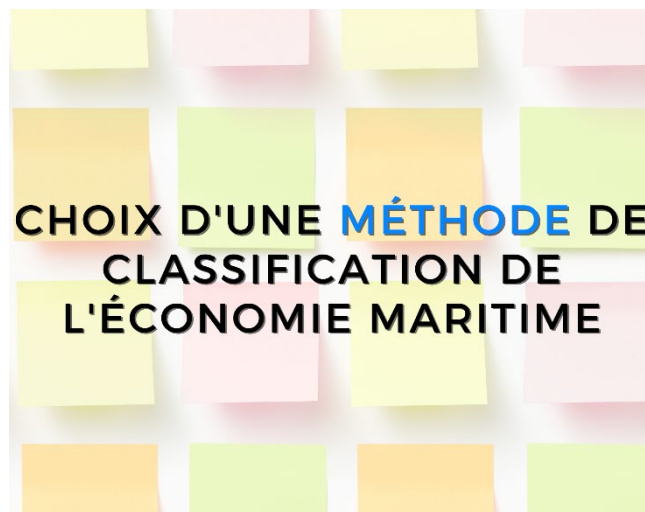 CHOIX D'UNE MÉTHODE DE
CLASSIFICATION DE
L'ÉCONOMIE MARITIME